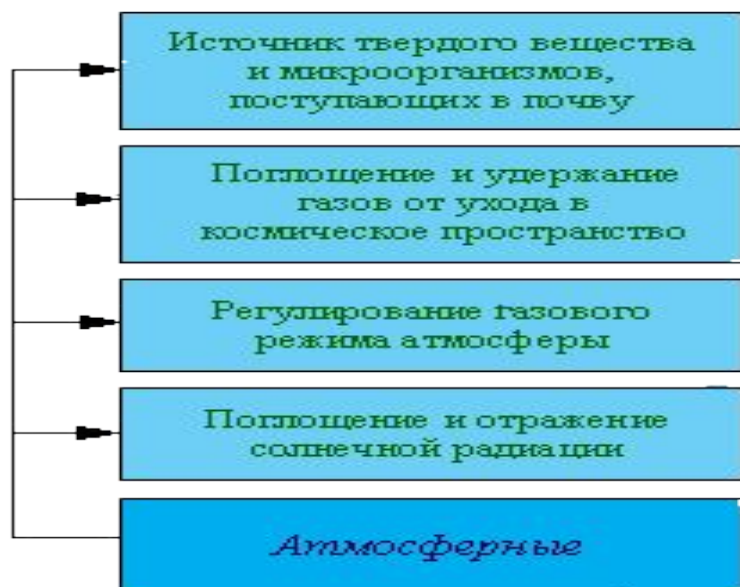 Источник твердого вещества
и микроорганизмов,
поступающих в почву
Поглощение и удержание
газов от ухода в
космическое пространство
Регулирование газового
режима атмосферы
Поглощение и отражение
солнечной радиации
Атмосферные